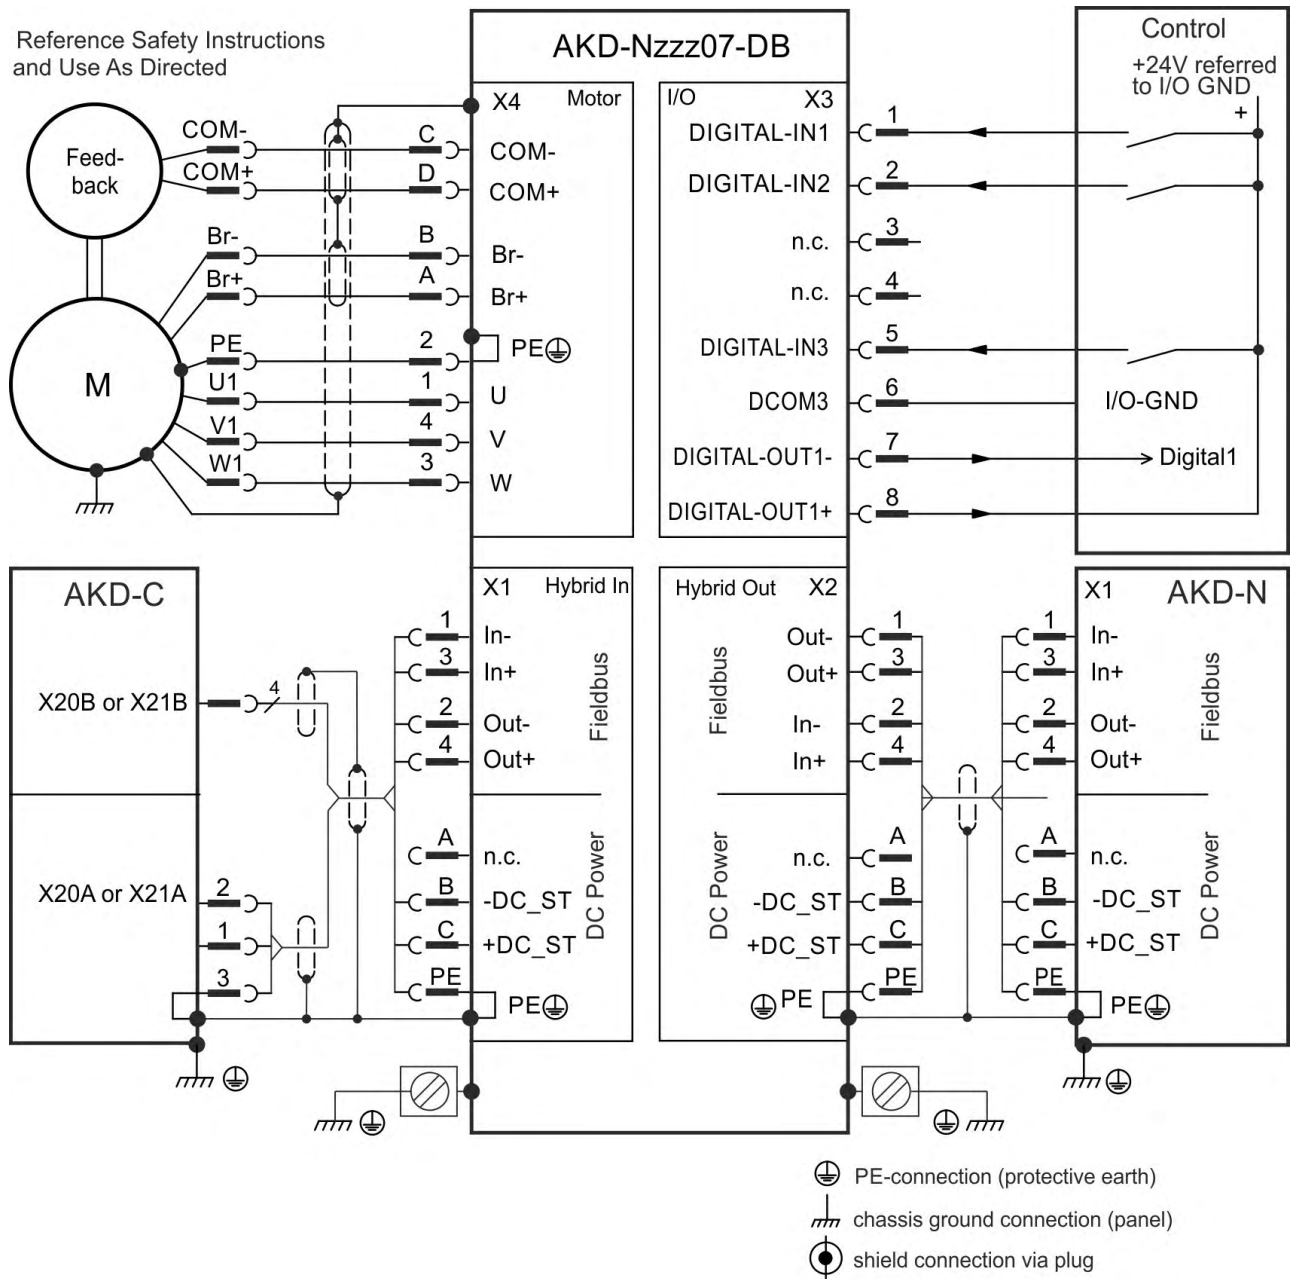 Reference Safety Instructions
and Use As Directed
AKD-Nzzz07-DB
Control
+24V referred
to I/O GND
+
Feed-
back
COM-
COM+
Br-
Br+
M
PE
U1
V1
W1
C
D
B
A
2
1
4
3
X4 Motor
COM-
COM+
Br-
Br+
PE
U
V
W
I/O X3
DIGITAL-IN1
DIGITAL-IN2
n.c.
n.c.
DIGITAL-IN3
DCOM3
DIGITAL-OUT1-
DIGITAL-OUT1+
1
2
3
4
5
6
7
8
I/O-GND
Digital1
AKD-C
X20B or X21B
4
X20A or X21A
2
1
3
1
3
2
4
A
B
C
PE
X1 Hybrid In
In-
In+
Out-
Out+
Fieldbus
n.c.
-DC_ST
+DC_ST
DC Power
PE
Hybrid Out X2
Out-
Out+
In-
In+
Fieldbus
n.c.
-DC_ST
+DC_ST
DC Power
PE
1
3
2
4
A
B
C
PE
1
3
2
4
A
B
C
PE
X1 AKD-N
In-
In+
Out-
Out+
Fieldbus
n.c.
-DC_ST
+DC_ST
DC Power
PE
PE-connection (protective earth)
chassis ground connection (panel)
shield connection via plug